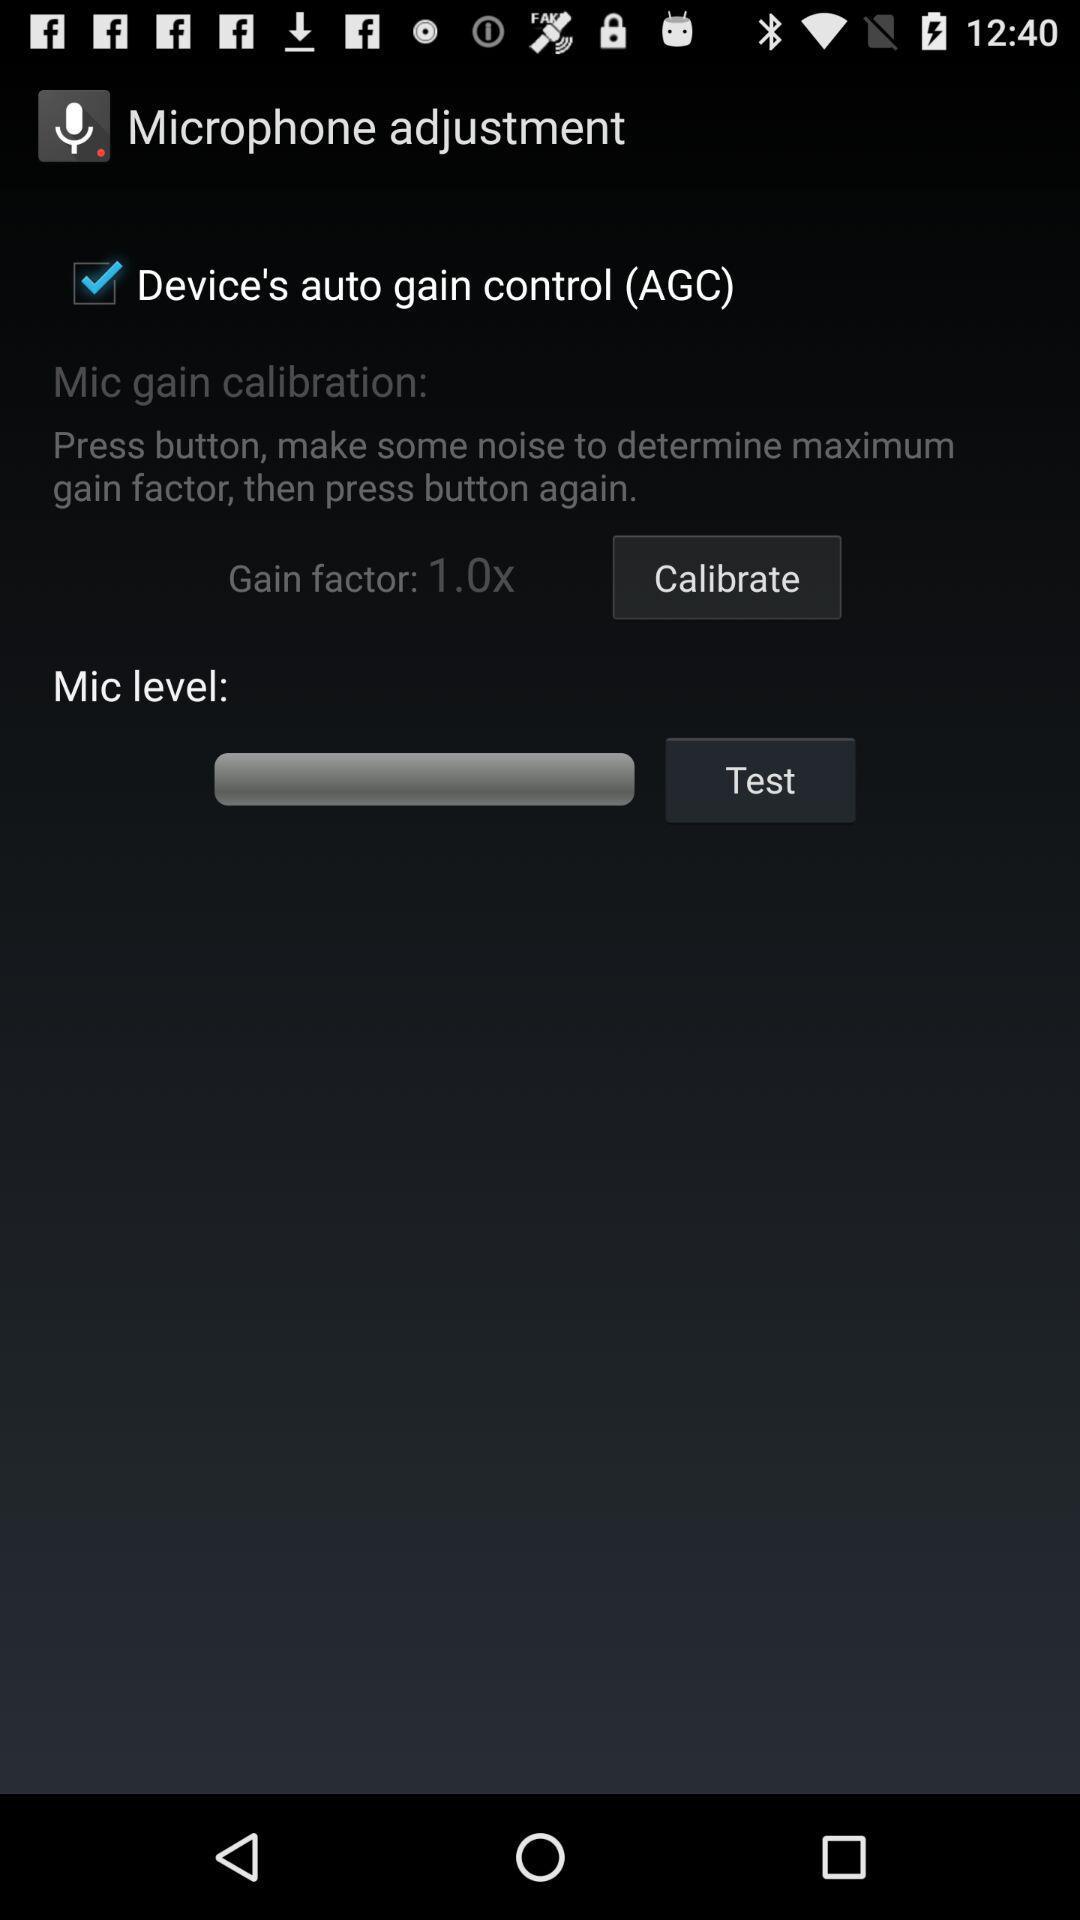 FAKE
12:40
Microphone adjustment
Device's auto gain control (AGC)
Mic gain calibration:
Press button, make some noise to determine maximum
gain factor, then press button again.
Gain factor: 1.0x
Calibrate
Mic level:
Test